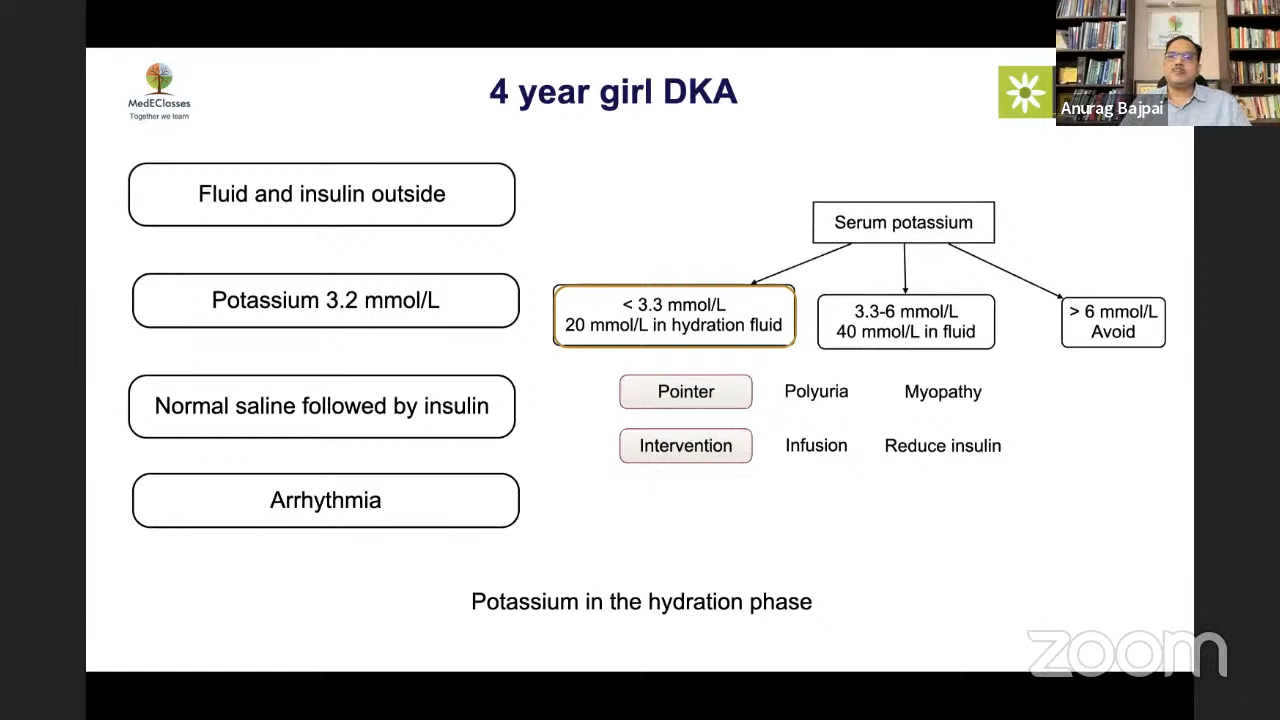 4 year girl DKA
MedEClasses
Together we learn
MedEClasses
Anurag Bajpai
Fluid and insulin outside
Potassium 3.2 mmol/L
Normal saline followed by insulin
Arrhythmia
Serum potassium
< 3.3 mmol/L
20 mmol/L in hydration fluid
3.3-6 mmol/L
40 mmol/L in fluid
> 6 mmol/L
Avoid
Pointer Polyuria Myopathy
Intervention Infusion Reduce insulin
Potassium in the hydration phase
zoom